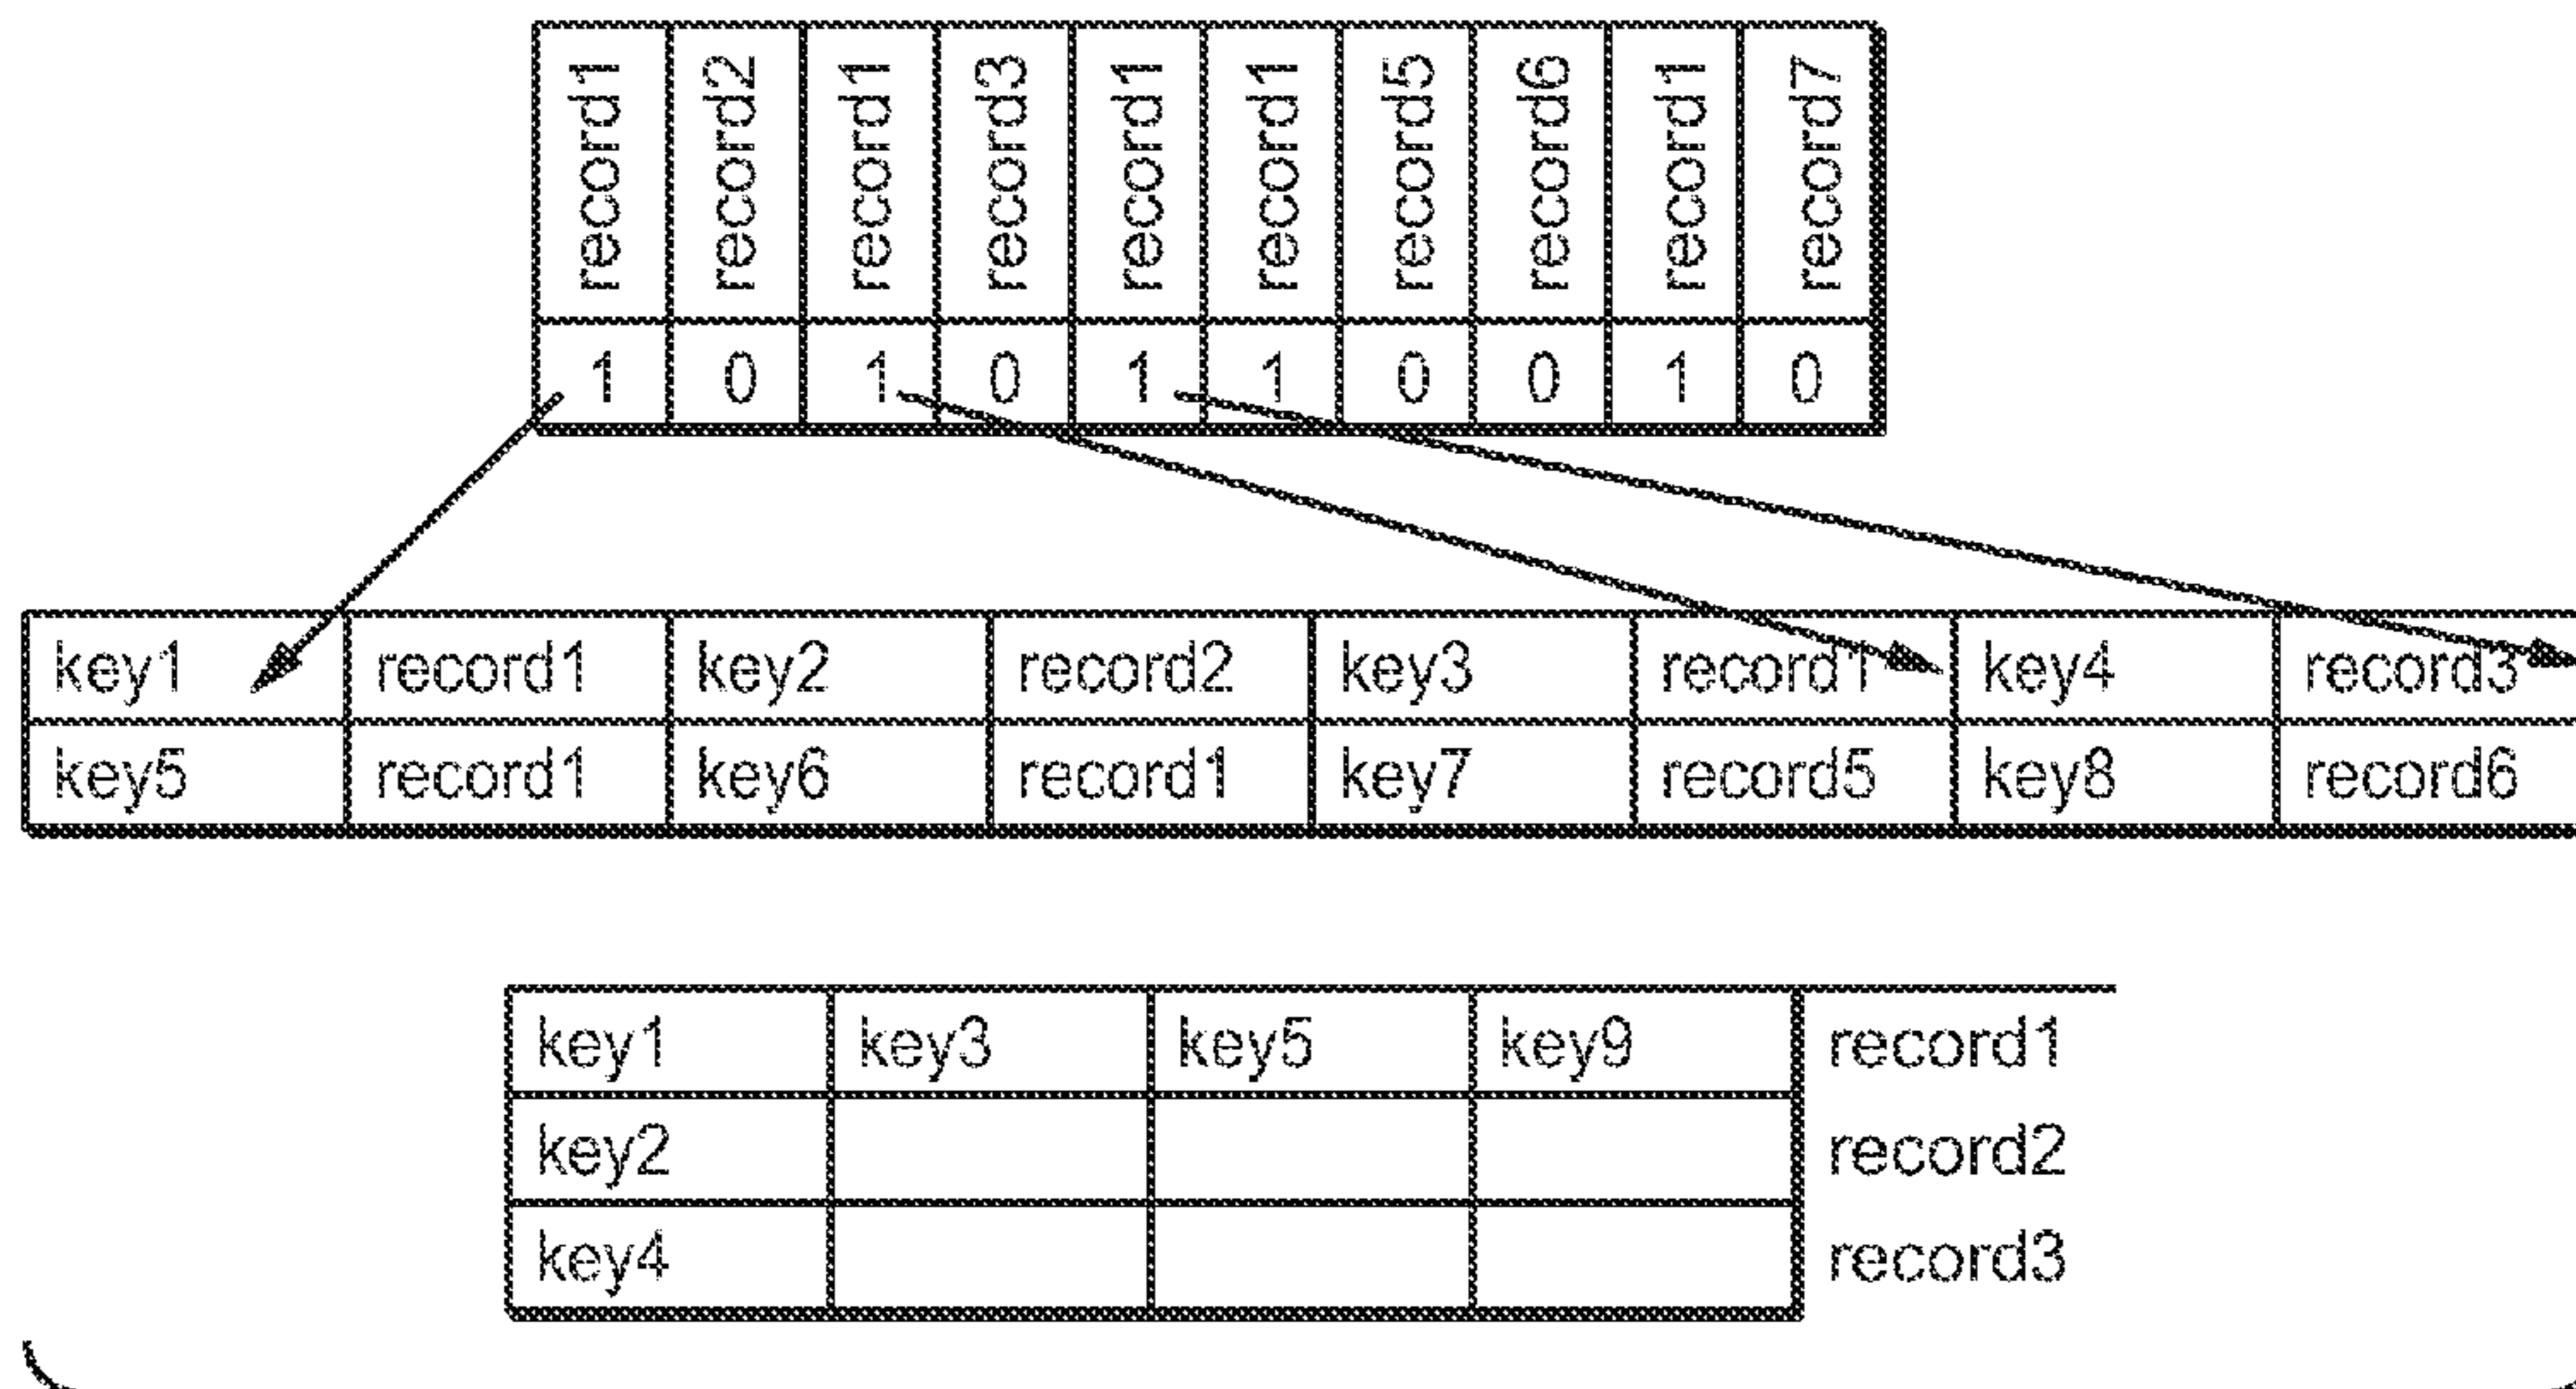 record1 record2 record1 record3 record1 record1 record5 record6 record1 record7
1 0 1 0 1 1 0 0 1 0
key1 record1 key2 record2 key3 record1 key4 record3
key5 record1 key6 record1 key7 record5 key8 record6
key1 key3 key5 key9 record1
key2 record2
key4 record3